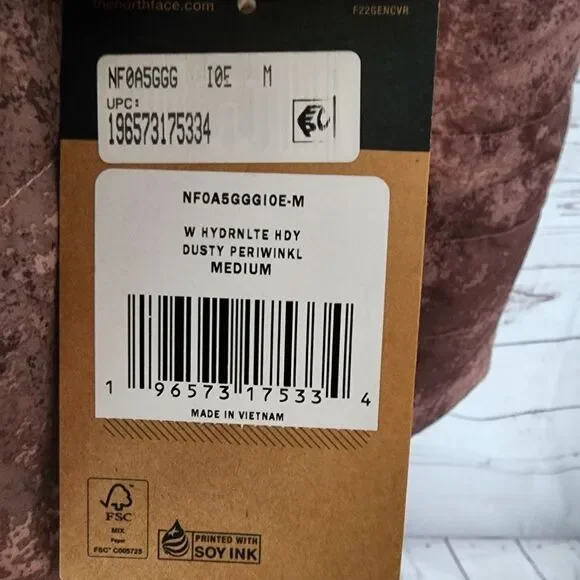 thenorthface.com
F22GENCVR
NF0A5GGG I0E M
UPC:
196573175334
NF0A5GGGI0E-M
W HYDRNLTE HDY
DUSTY PERIWINKL
MEDIUM
1 96573 17533 4
MADE IN VIETNAM
FSC
MIX
Paper
FSC® C005725
PRINTED WITH
SOY INK